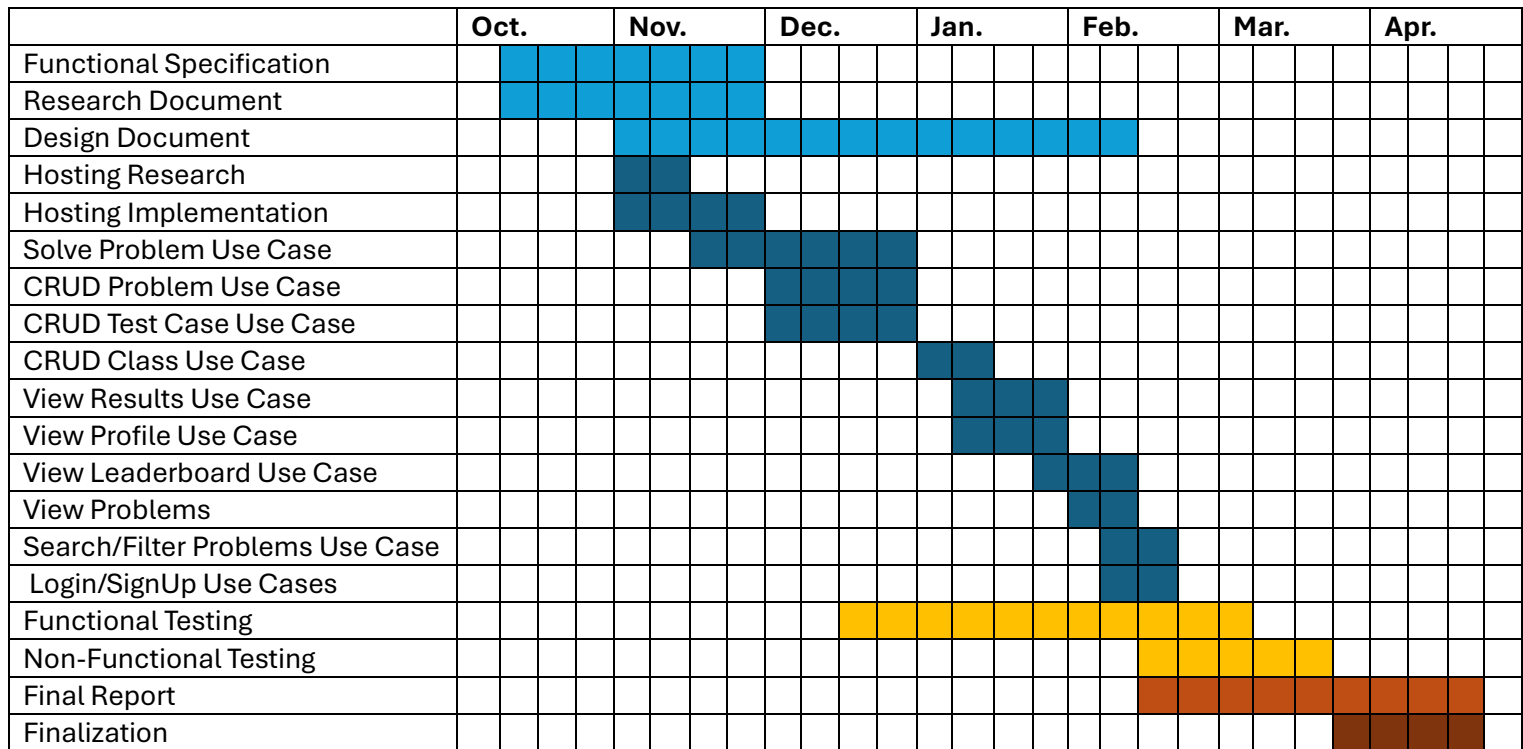 Oct. Nov. Dec. Jan. Feb. Mar. Apr.
Functional Specification
Research Document
Design Document
Hosting Research
Hosting Implementation
Solve Problem Use Case
CRUD Problem Use Case
CRUD Test Case Use Case
CRUD Class Use Case
View Results Use Case
View Profile Use Case
View Leaderboard Use Case
View Problems
Search/Filter Problems Use Case
Login/SignUp Use Cases
Functional Testing
Non-Functional Testing
Final Report
Finalization